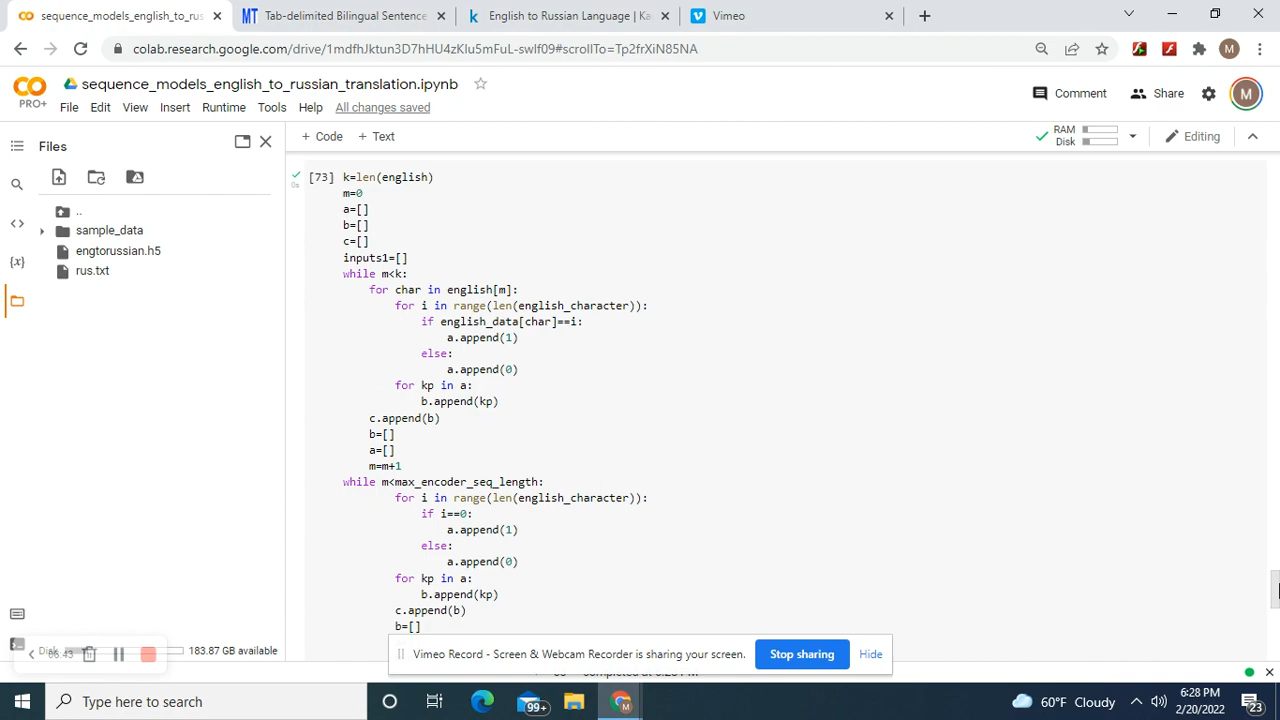 sequence_models_english_to_rus
Tab-delimited Bilingual Sentence
English to Russian Language | Ka
Vimeo
colab.research.google.com/drive/1mdfhJktun3D7hHU4zKlu5mFuL-swlf09#scrollTo=Tp2frXiN85NA
M
sequence_models_english_to_russian_translation.ipynb
PRO+
File Edit View Insert Runtime Tools Help All changes saved
Comment Share M
Files
+ Code + Text
RAM
Disk
Editing
..
sample_data
engtorussian.h5
rus.txt
0s
[73] k=len(english)
m=0
a=[]
b=[]
c=[]
inputs1=[]
while m<k:
for char in english[m]:
for i in range(len(english_character)):
if english_data[char]==i:
a.append(1)
else:
a.append(0)
for kp in a:
b.append(kp)
c.append(b)
b=[]
a=[]
m=m+1
while m<max_encoder_seq_length:
for i in range(len(english_character)):
if i==0:
a.append(1)
else:
a.append(0)
for kp in a:
b.append(kp)
c.append(b)
b=[]
Disk 183.87 GB available
06:43
Vimeo Record - Screen & Webcam Recorder is sharing your screen. Stop sharing Hide
Type here to search
99+
60°F Cloudy
6:28 PM
2/20/2022
23